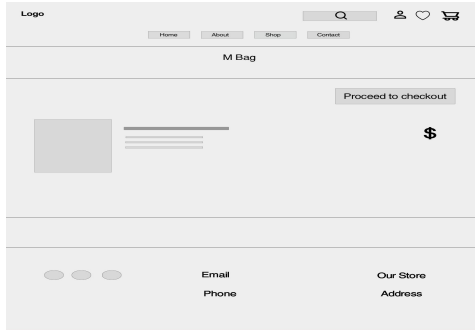 Logo
Home About Shop Contact
M Bag
Proceed to checkout
$
Email Our Store
Phone Address